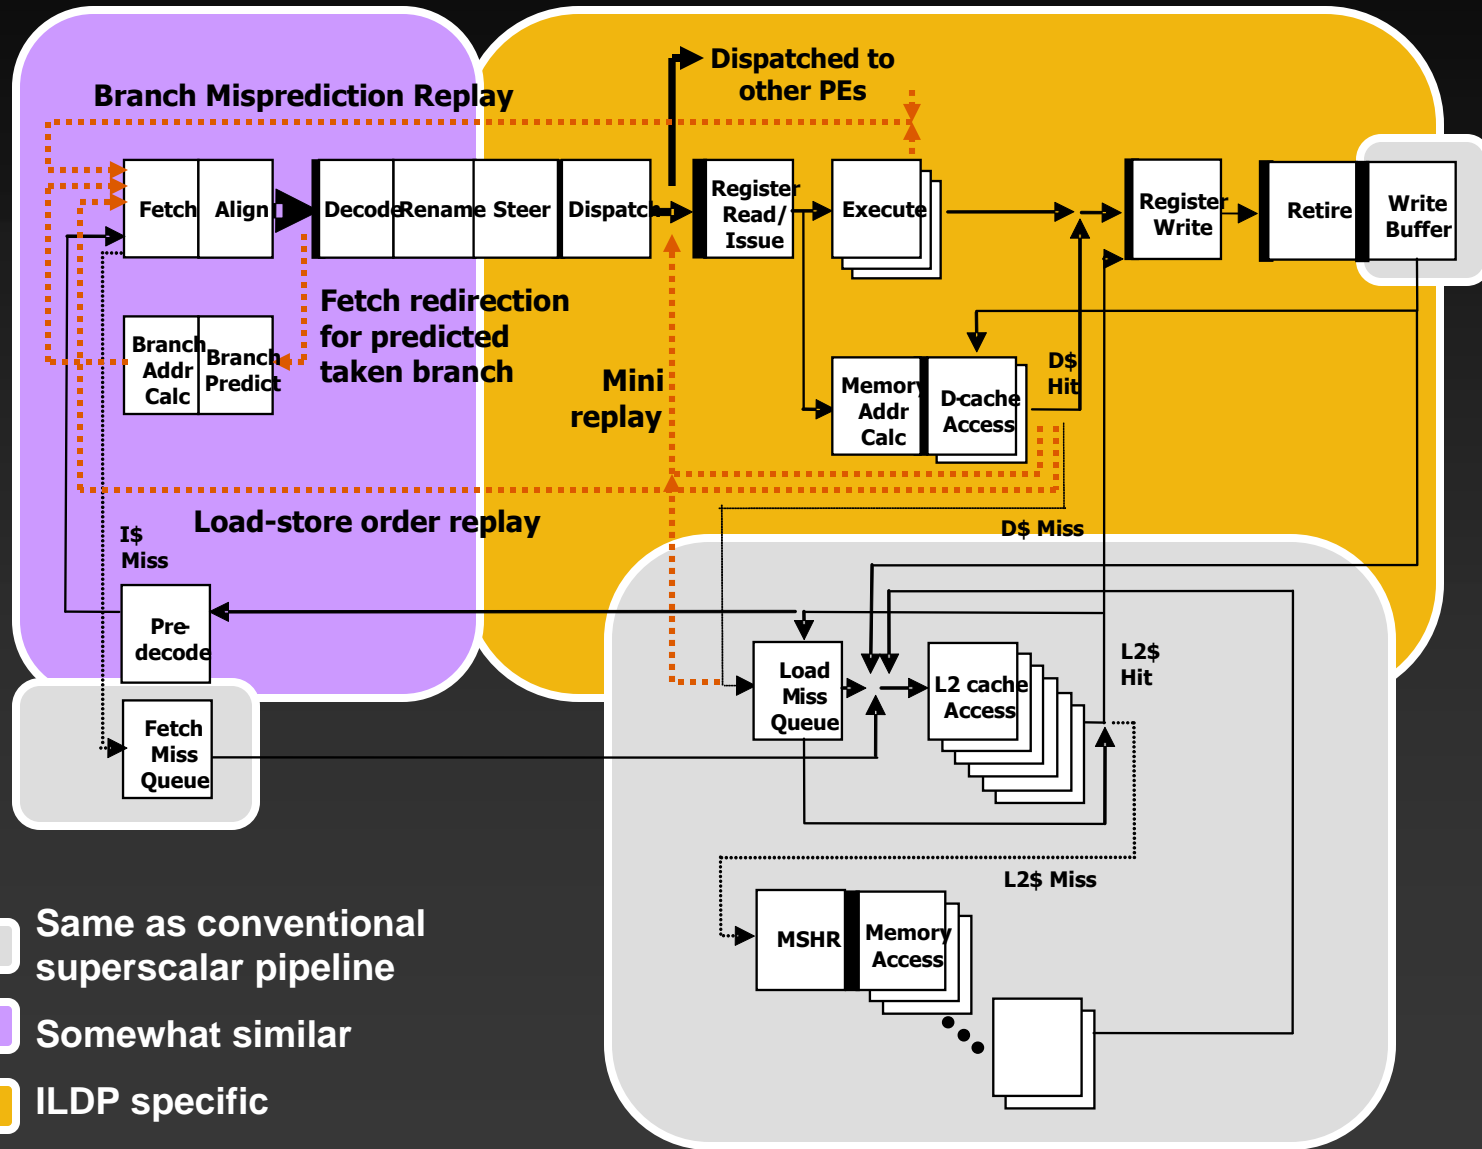 Dispatched to
other PEs
Branch Misprediction Replay
Fetch
Align
Decode
Rename
Steer
Dispatch
Register
Read/
Issue
Execute
Register
Write
Retire
Write
Buffer
Fetch redirection
for predicted
taken branch
Branch
Addr
Calc
Branch
Predict
Mini
replay
Memory
Addr
Calc
D-cache
Access
D$
Hit
Load-store order replay
I$
Miss
D$ Miss
Pre-
decode
Load
Miss
Queue
L2 cache
Access
L2$
Hit
Fetch
Miss
Queue
L2$ Miss
MSHR
Memory
Access
Same as conventional
superscalar pipeline
Somewhat similar
ILDP specific